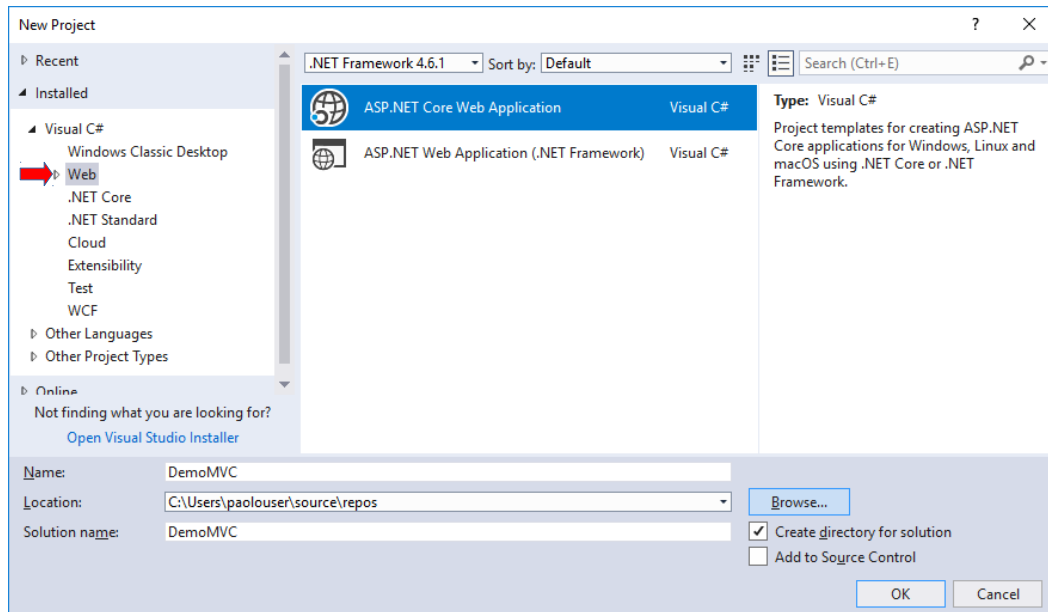 New Project
?
Recent
Installed
Visual C#
Windows Classic Desktop
Web
.NET Core
.NET Standard
Cloud
Extensibility
Test
WCF
Other Languages
Other Project Types
Online
Not finding what you are looking for?
Open Visual Studio Installer
.NET Framework 4.6.1 Sort by: Default
Search (Ctrl+E)
ASP.NET Core Web Application Visual C#
ASP.NET Web Application (.NET Framework) Visual C#
Type: Visual C#
Project templates for creating ASP.NET
Core applications for Windows, Linux and
macOS using .NET Core or .NET
Framework.
Name: DemoMVC
Location: C:\Users\paolouser\source\repos
Browse...
Solution name: DemoMVC
Create directory for solution
Add to Source Control
OK Cancel